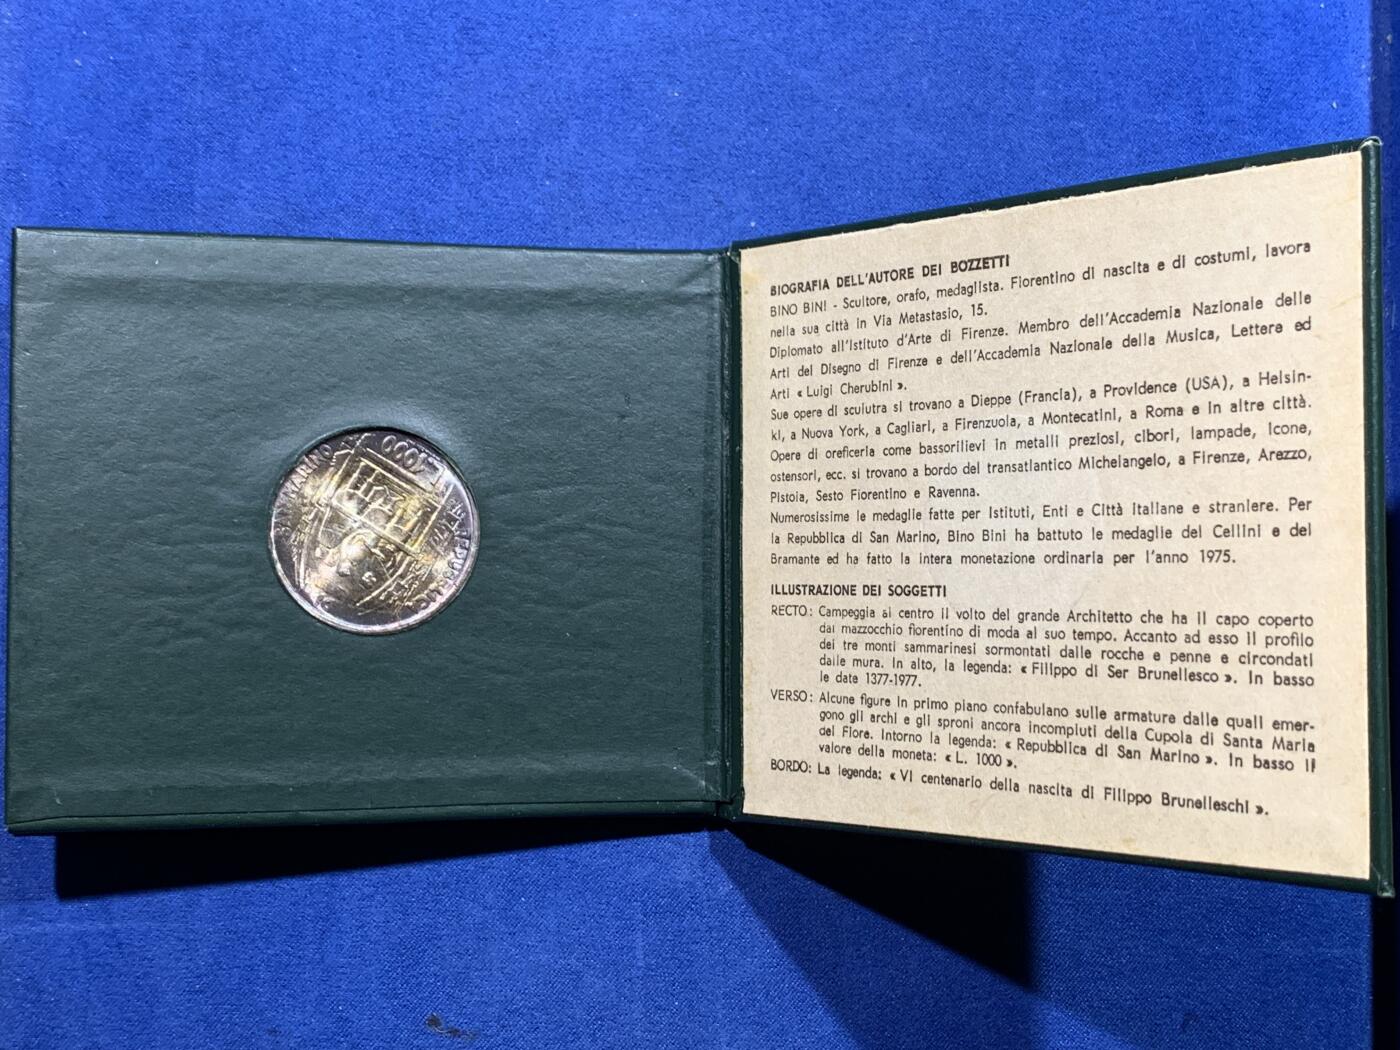 SAN MARINO
1000
REPUBBLICA
BIOGRAFIA DELL'AUTORE DEI BOZZETTI
BINO BINI - Scultore, orafo, medaglista. Fiorentino di nascita e di costumi, lavora
nella sua città in Via Metastasio, 15.
Diplomato all'Istituto d'Arte di Firenze. Membro dell'Accademia Nazionale delle
Arti del Disegno di Firenze e dell'Accademia Nazionale della Musica, Lettere ed
Arti « Luigi Cherubini ».
Sue opere di sculutra si trovano a Dieppe (Francia), a Providence (USA), a Helsin-
ki, a Nuova York, a Cagliari, a Firenzuola, a Montecatini, a Roma e in altre città.
Opere di oreficeria come bassorilievi in metalli preziosi, cibori, lampade, icone,
ostensori, ecc. si trovano a bordo del transatlantico Michelangelo, a Firenze, Arezzo,
Pistoia, Sesto Fiorentino e Ravenna.
Numerosissime le medaglie fatte per Istituti, Enti e Città italiane e straniere. Per
la Repubblica di San Marino, Bino Bini ha battuto le medaglie del Cellini e del
Bramante ed ha fatto la intera monetazione ordinaria per l'anno 1975.
ILLUSTRAZIONE DEI SOGGETTI
RECTO: Campeggia al centro il volto del grande Architetto che ha il capo coperto
dal mazzocchio fiorentino di moda al suo tempo. Accanto ad esso il profilo
dei tre monti sammarinesi sormontati dalle rocche e penne e circondati
dalle mura. In alto, la legenda: « Filippo di Ser Brunellesco ». In basso
le date 1377-1977.
VERSO: Alcune figure in primo piano confabulano sulle armature dalle quali emer-
gono gli archi e gli sproni ancora incompiuti della Cupola di Santa Maria
del Fiore. Intorno la legenda: « Repubblica di San Marino ». In basso il
valore della moneta: « L. 1000 ».
BORDO: La legenda: « VI centenario della nascita di Filippo Brunelleschi ».